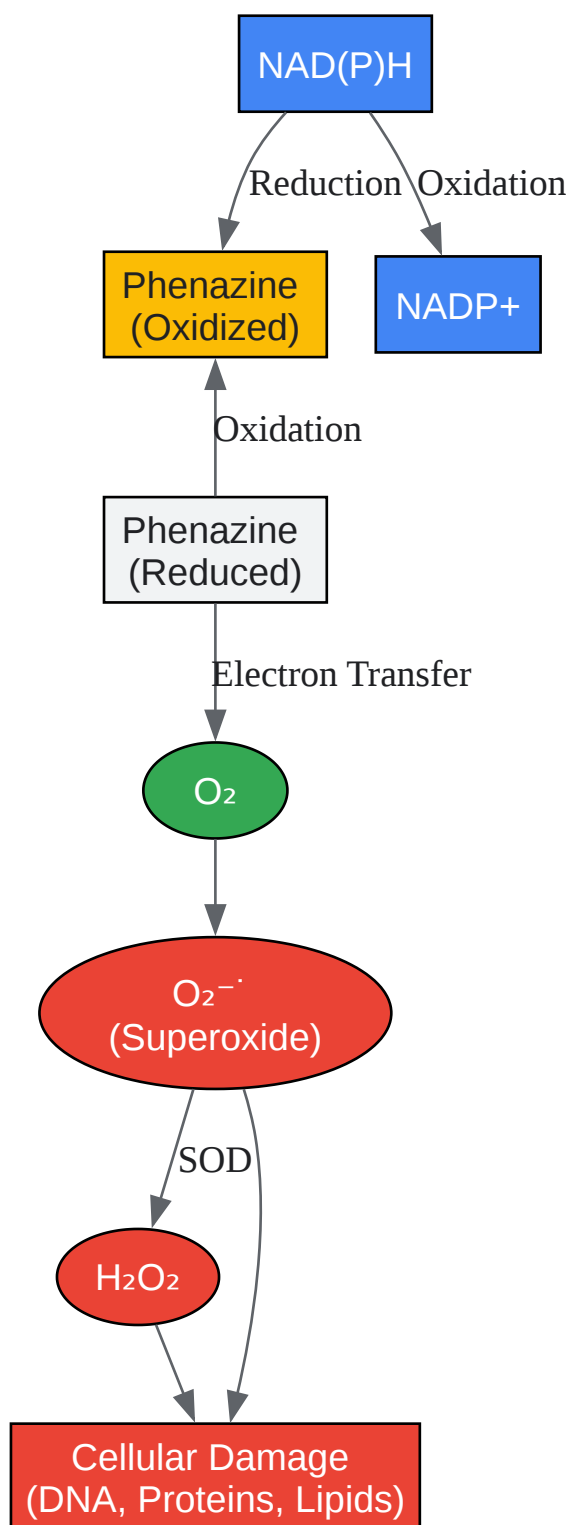 NAD(P)H
Reduction
Oxidation
Phenazine
(Oxidized)
NADP+
Oxidation
Phenazine
(Reduced)
Electron Transfer
O₂
O₂⁻˙
(Superoxide)
SOD
H₂O₂
Cellular Damage
(DNA, Proteins, Lipids)